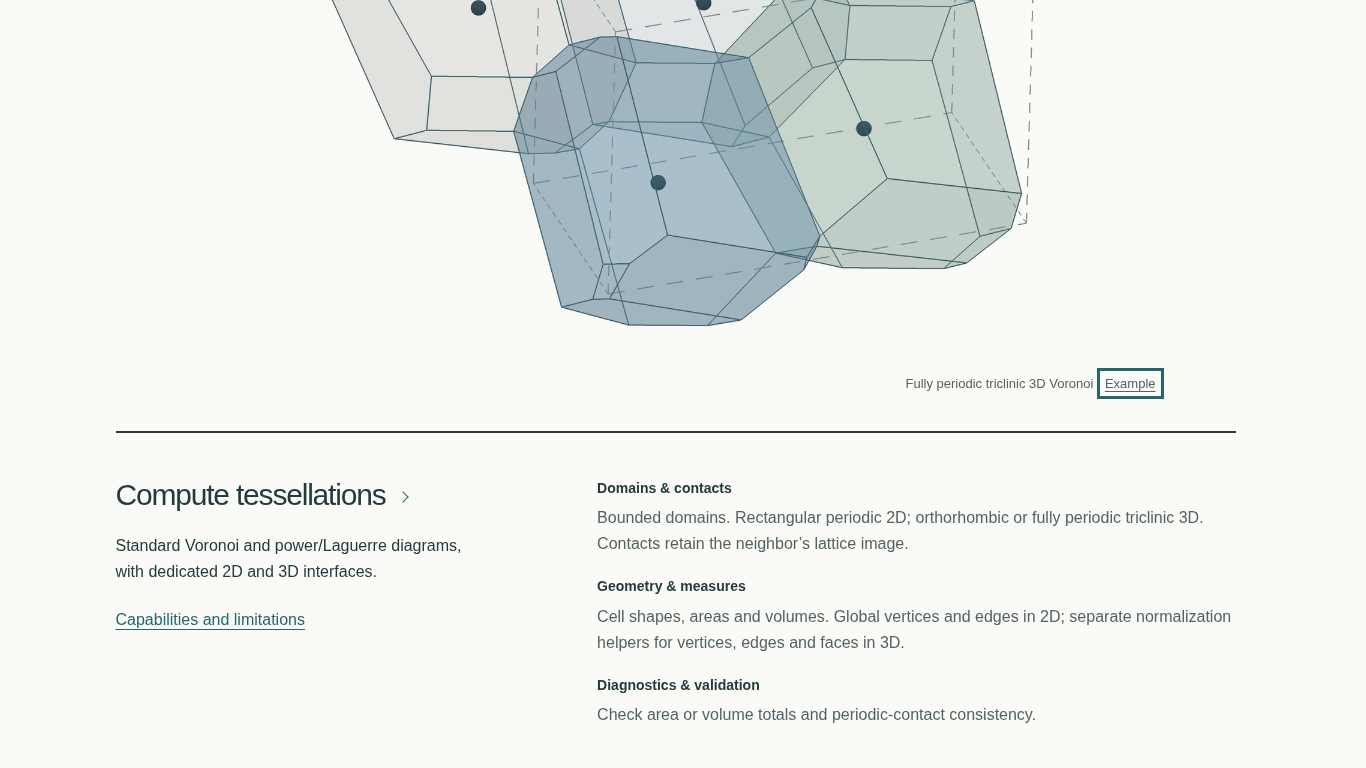 Fully periodic triclinic 3D Voronoi Example
Compute tessellations
Standard Voronoi and power/Laguerre diagrams,
with dedicated 2D and 3D interfaces.
Capabilities and limitations
Domains & contacts
Bounded domains. Rectangular periodic 2D; orthorhombic or fully periodic triclinic 3D.
Contacts retain the neighbor’s lattice image.
Geometry & measures
Cell shapes, areas and volumes. Global vertices and edges in 2D; separate normalization
helpers for vertices, edges and faces in 3D.
Diagnostics & validation
Check area or volume totals and periodic-contact consistency.